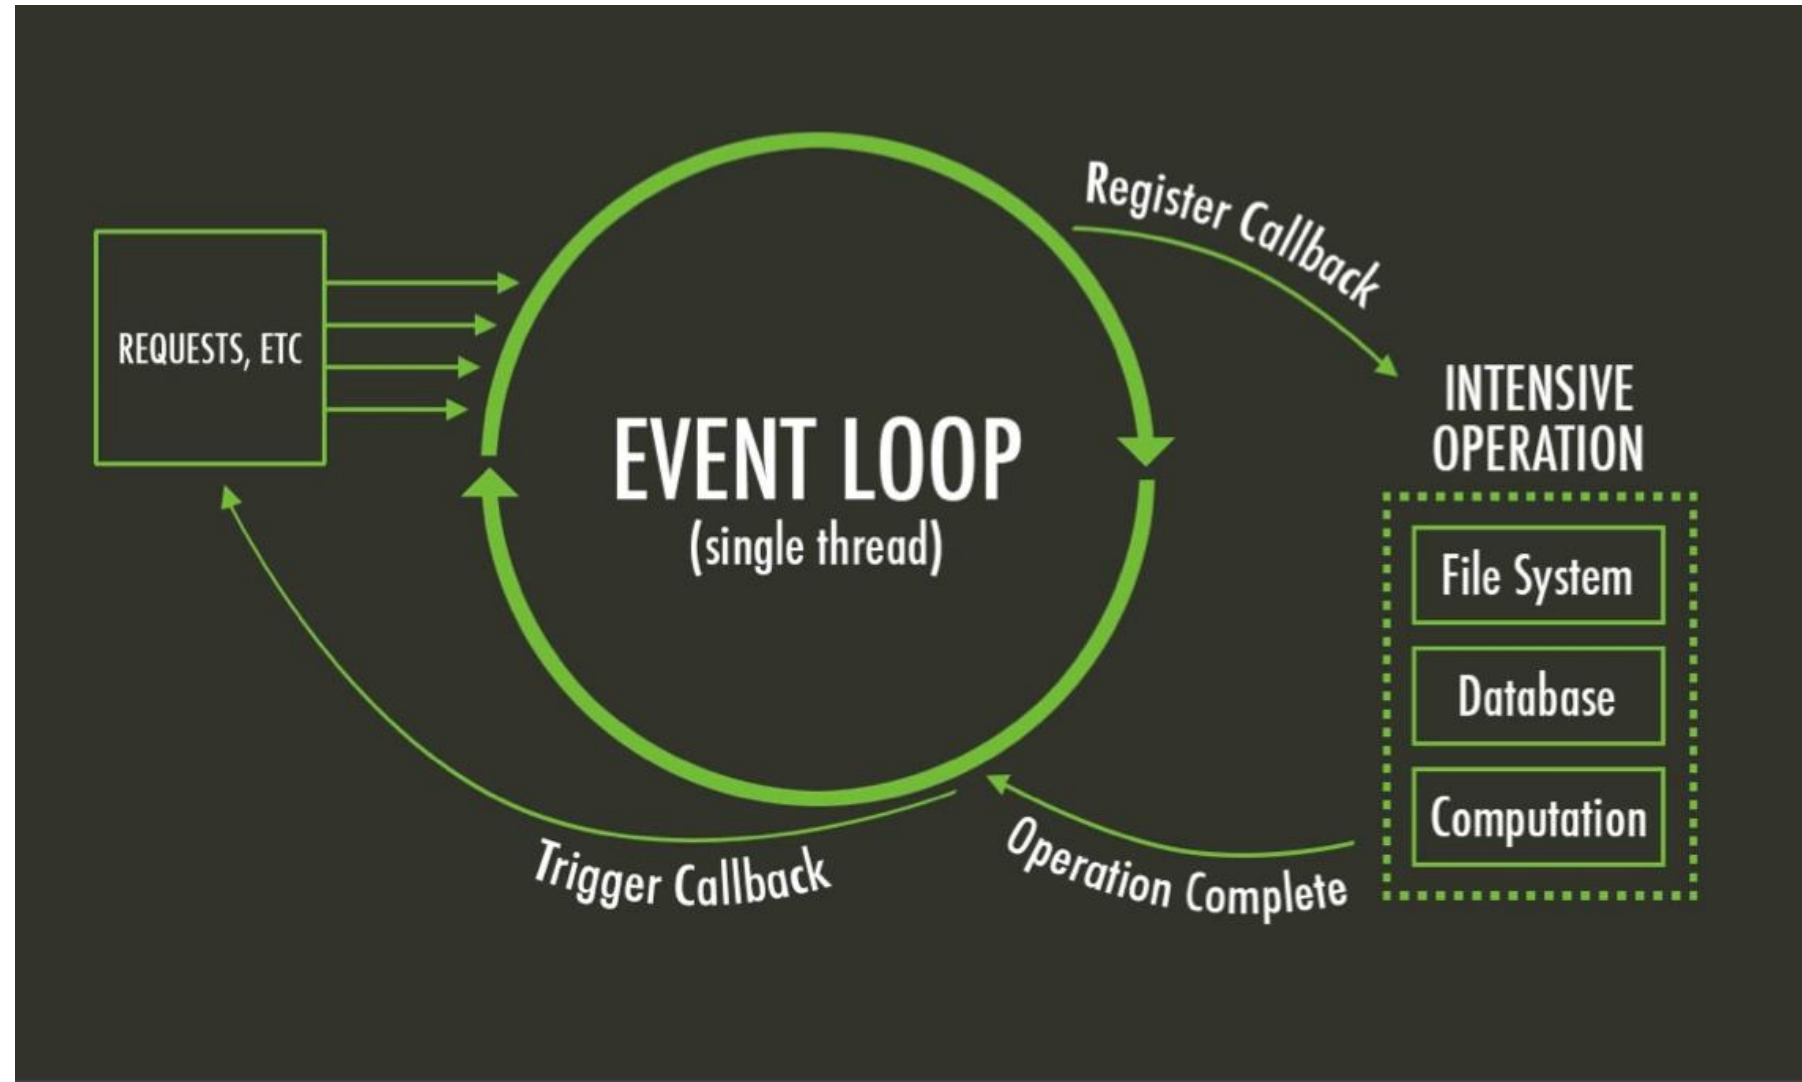 REQUESTS, ETC
EVENT LOOP
(single thread)
Register Callback
INTENSIVE
OPERATION
File System
Database
Computation
Operation Complete
Trigger Callback